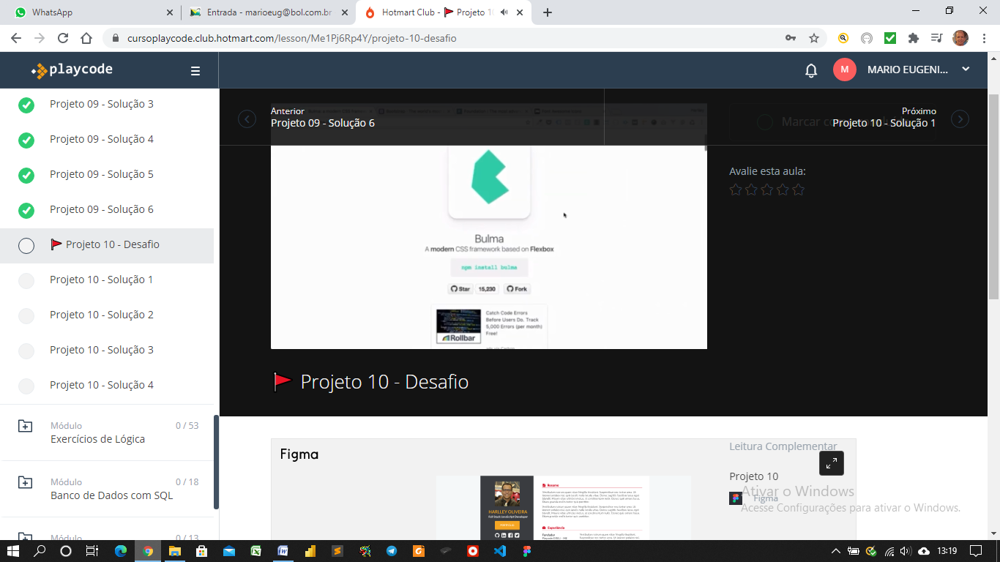 WhatsApp
Entrada - marioeug@bol.com.br
Hotmart Club - Projeto 10
cursoplaycode.club.hotmart.com/lesson/Me1Pj6Rp4Y/projeto-10-desafio
playcode
M
MARIO EUGENI...
Projeto 09 - Solução 3
Projeto 09 - Solução 4
Projeto 09 - Solução 5
Projeto 09 - Solução 6
Projeto 10 - Desafio
Projeto 10 - Solução 1
Projeto 10 - Solução 2
Projeto 10 - Solução 3
Projeto 10 - Solução 4
Módulo 0 / 53
Exercícios de Lógica
Módulo 0 / 18
Banco de Dados com SQL
Módulo 0 / 13
Anterior
Projeto 09 - Solução 6
Próximo
Projeto 10 - Solução 1
Marcar
Avalie esta aula:
Bulma
A modern CSS framework based on Flexbox
npm install bulma
Star 15,230 Fork
Catch Code Errors
Before Users Do. Track
5,000 Errors (per month)
Free!
Rollbar
Projeto 10 - Desafio
Figma
HARLLEY OLIVEIRA
Full Stack JavaScript Developer
Resumo
Experiência
Leitura Complementar
Projeto 10
Figma
Ativar o Windows
Acesse Configurações para ativar o Windows.
13:19